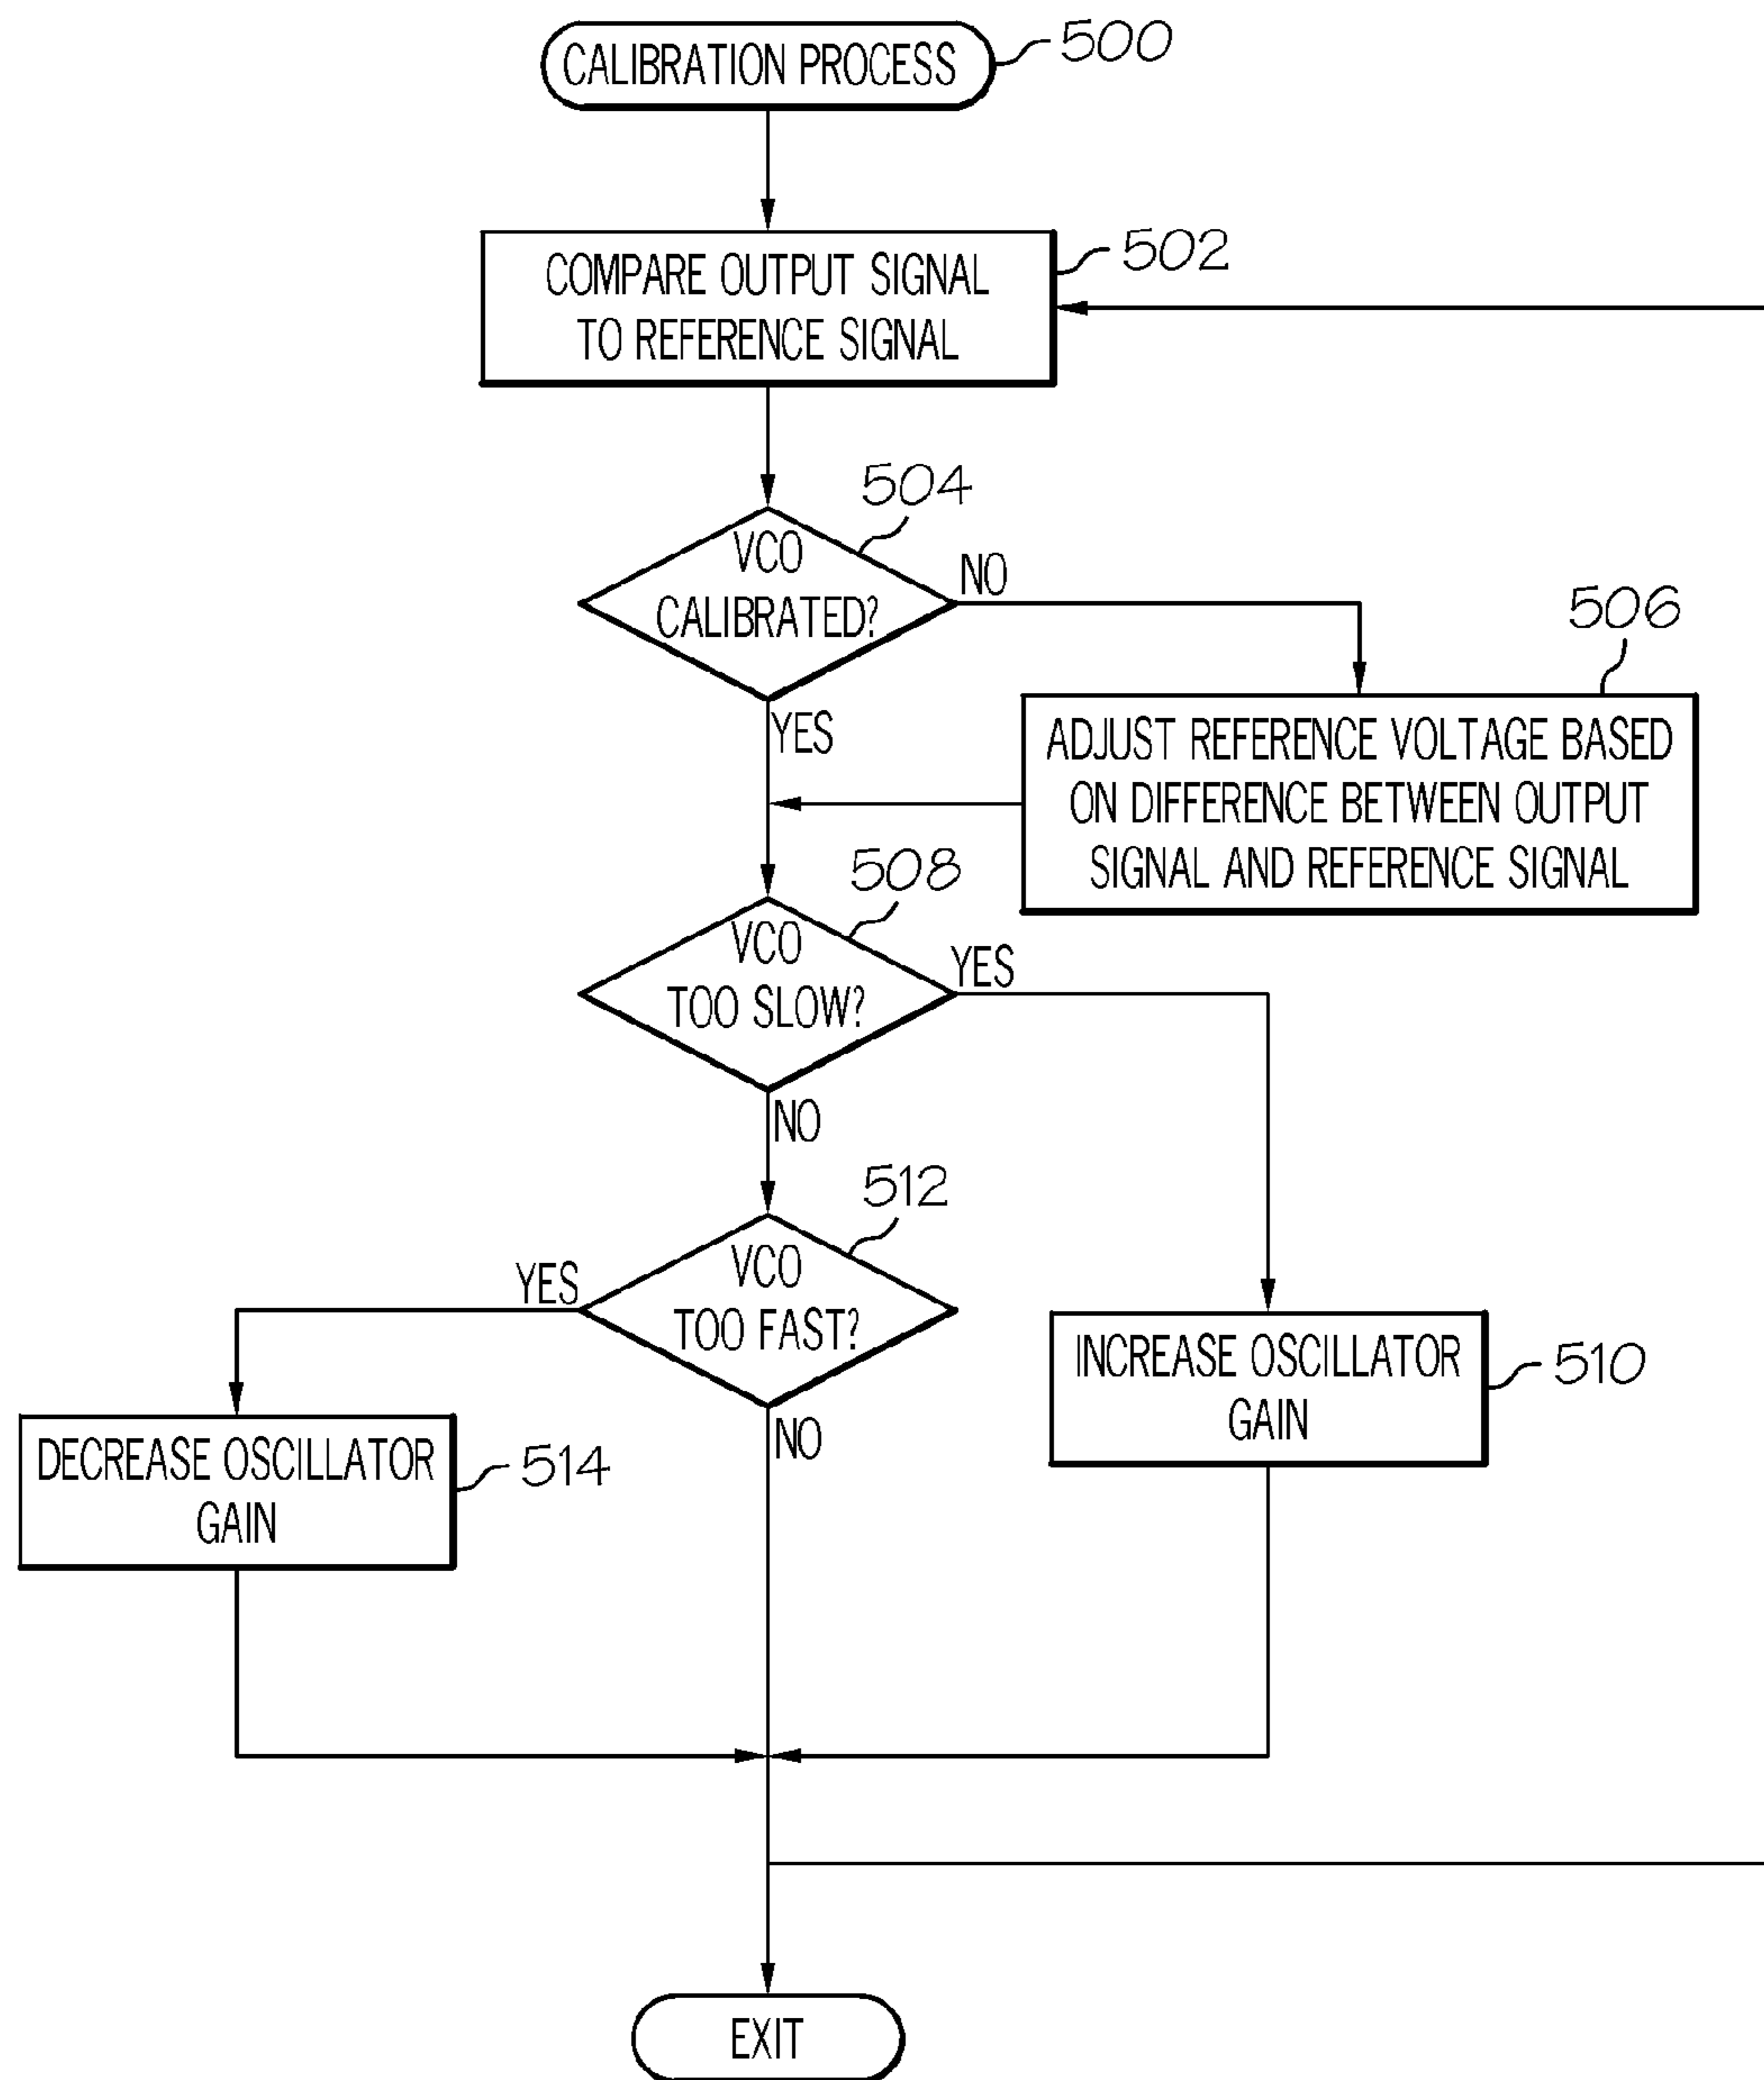 CALIBRATION PROCESS
500
COMPARE OUTPUT SIGNAL
TO REFERENCE SIGNAL
502
504
VCO
CALIBRATED?
NO
YES
506
ADJUST REFERENCE VOLTAGE BASED
ON DIFFERENCE BETWEEN OUTPUT
SIGNAL AND REFERENCE SIGNAL
508
VCO
TOO SLOW?
YES
NO
512
VCO
TOO FAST?
YES
NO
INCREASE OSCILLATOR
GAIN
510
DECREASE OSCILLATOR
GAIN
514
EXIT